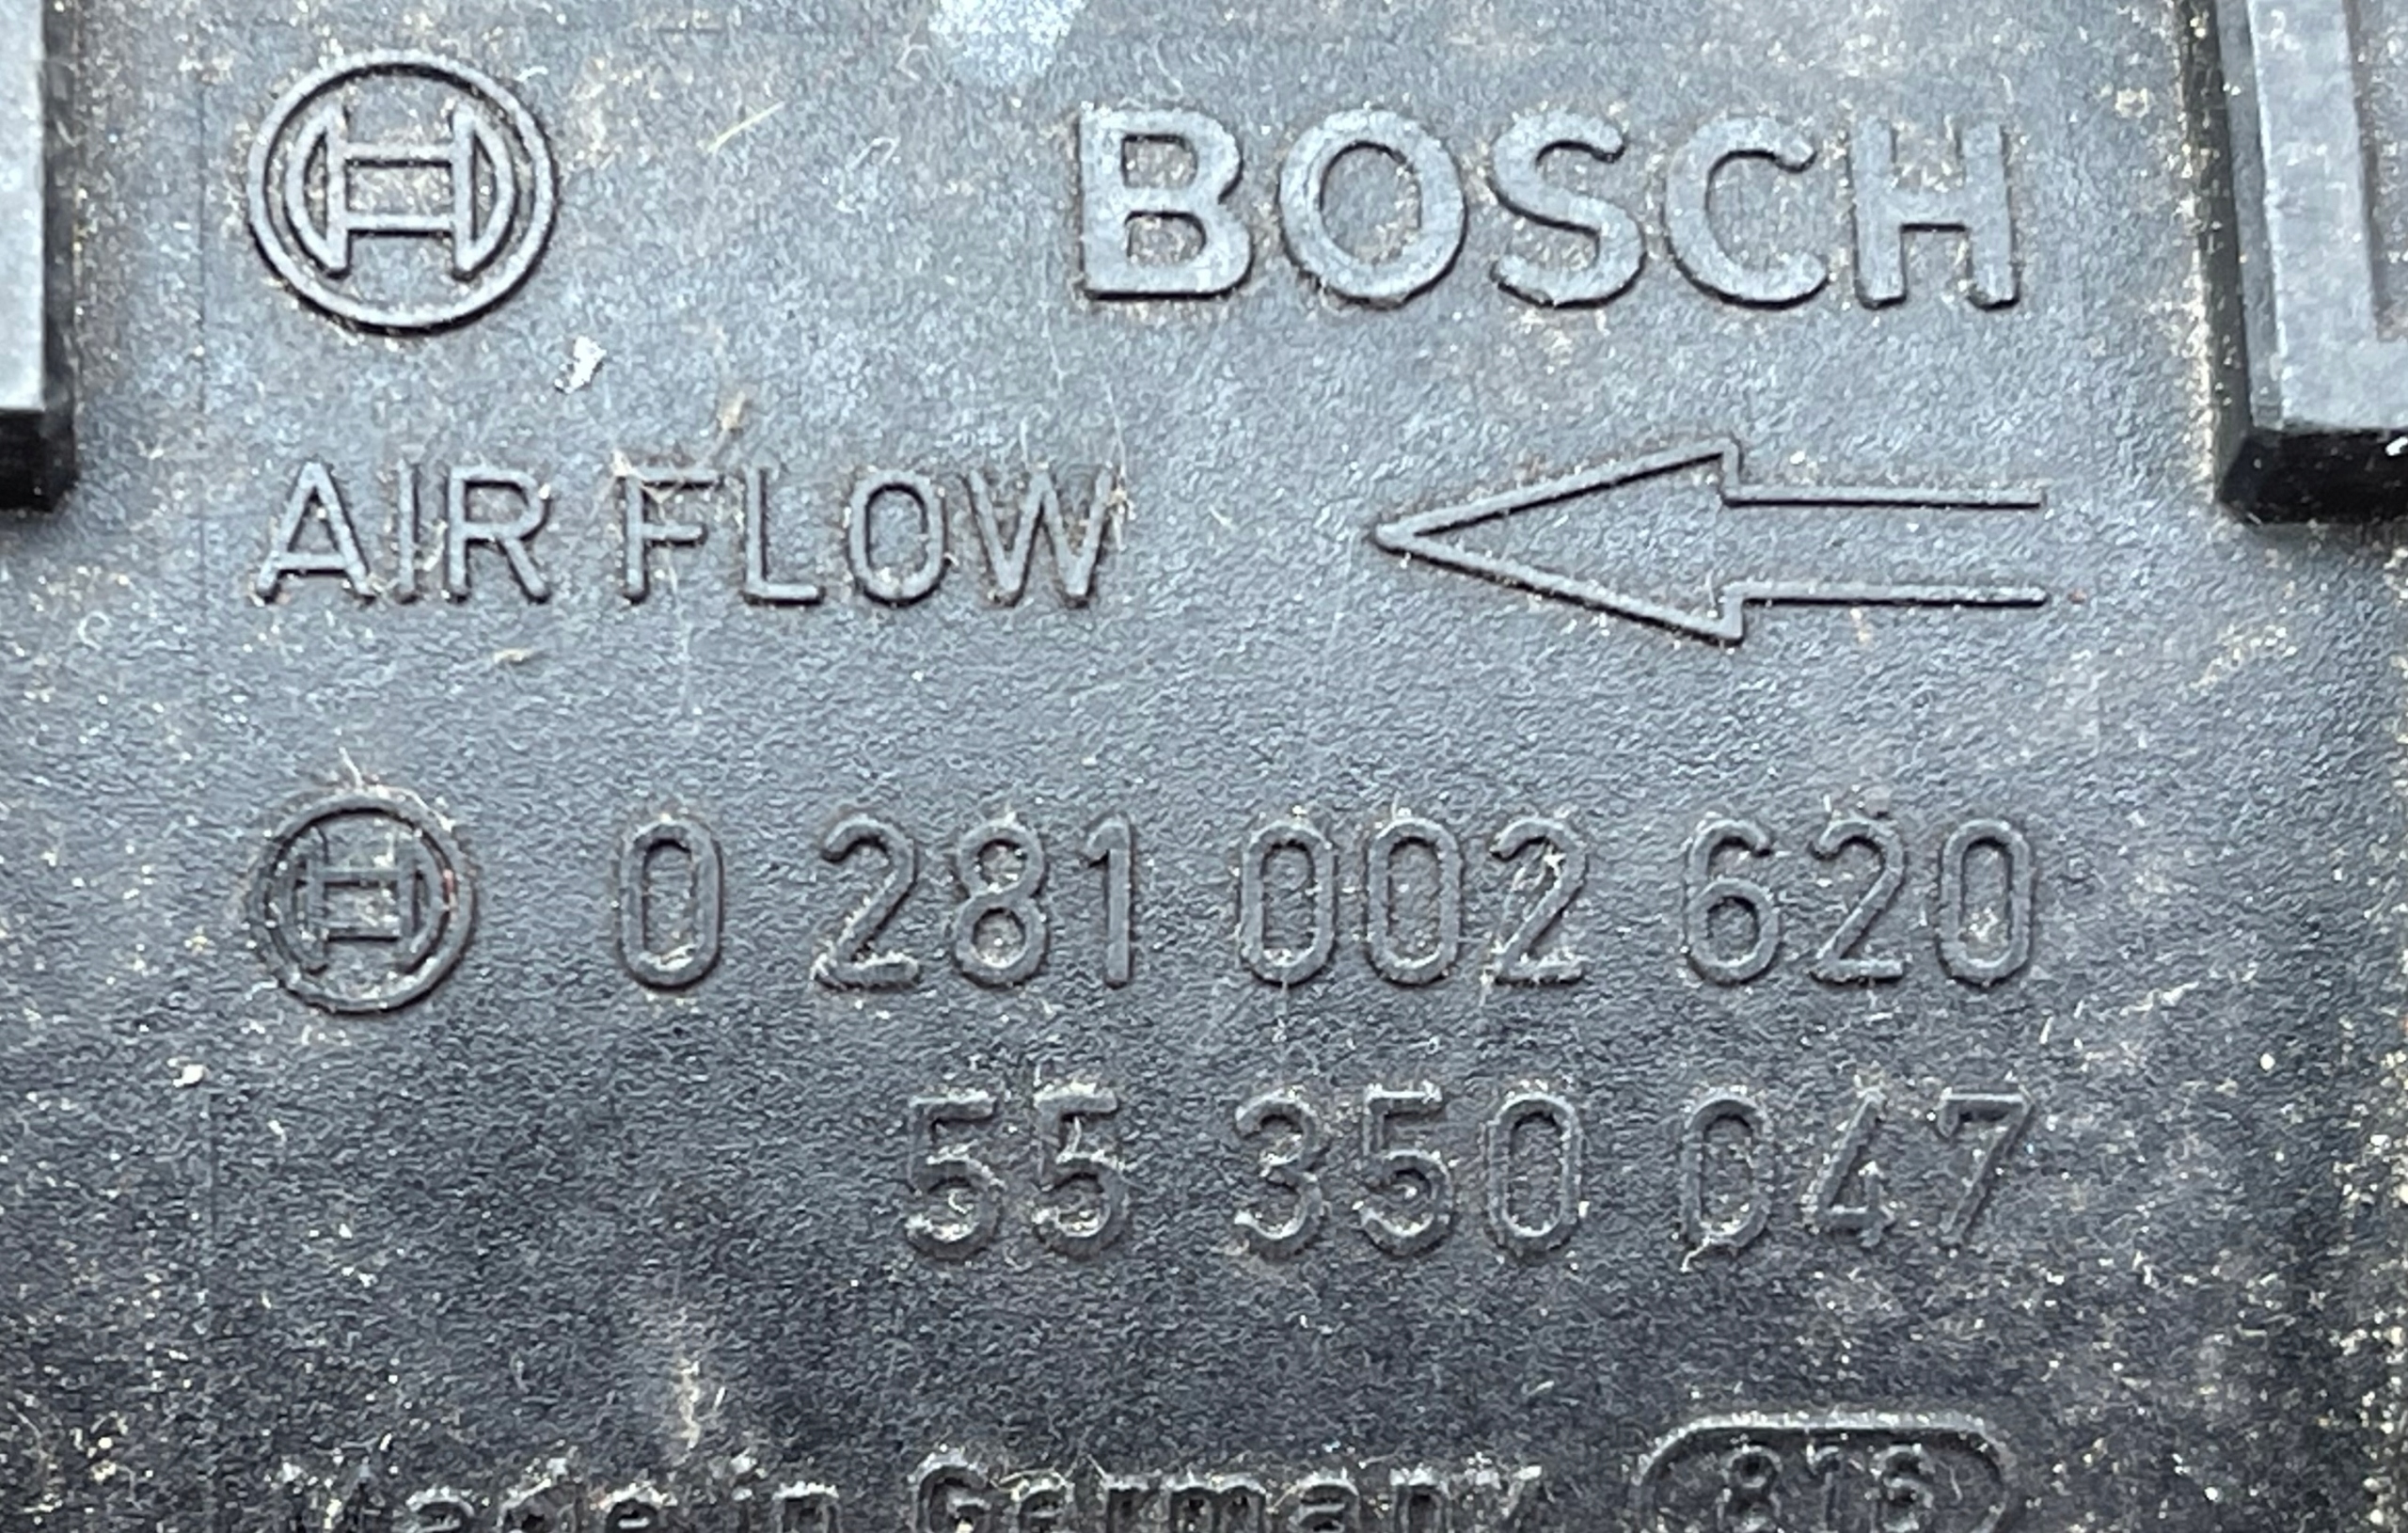 BOSCH
AIR FLOW
0 281 002 620
55 350 047
Made in Germany